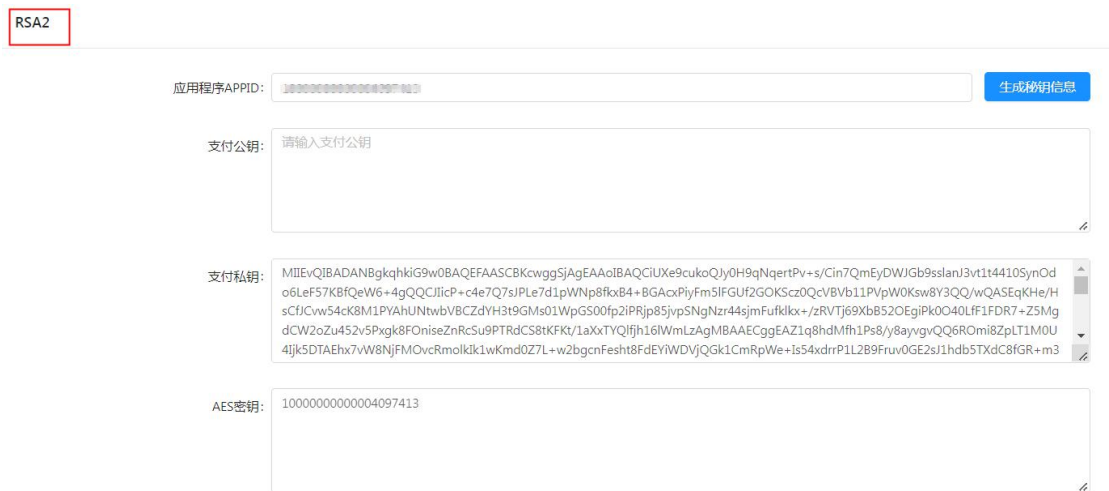 RSA2
应用程序APPID:
生成秘钥信息
支付公钥:
请输入支付公钥
支付私钥:
MIIEvQIBADANBgkqhkiG9w0BAQEFAASCBKcwggSjAgEAAoIBAQCiUXe9cukoQJy0H9qNqertPv+s/Cin7QmEyDWJGb9sslanJ3vt1t4410SynOd
o6LeF57KBfQeW6+4gQQCJIicP+c4e7Q7sJPLe7d1pWNp8fkxB4+BGAcxPiyFm5lFGUf2GOKScz0QcVBVb11PVpW0Ksw8Y3QQ/wQASEqKHe/H
sCfJCvw54cK8M1PYAhUNtwbVBCZdYH3t9GMs01WpGS00fp2iPRjp85jvpSNgNzr44sjmFufklkx+/zRVTj69XbB52OEgiPk0O40LfF1FDR7+Z5Mg
dCW2oZu452v5Pxgk8FOniseZnRcSu9PTRdCS8tKFKt/1aXxTYQlfjh16lWmLzAgMBAAECggEAZ1q8hdMfh1Ps8/y8ayvgvQQ6ROmi8ZpLT1M0U
4Ijk5DTAEhx7vW8NjFMOvcRmolkIk1wKmd0Z7L+w2bgcnFesht8FdEYiWDVjQGk1CmRpWe+Is54xdrrP1L2B9Fruv0GE2sJ1hdb5TXdC8fGR+m3
AES密钥:
10000000000004097413